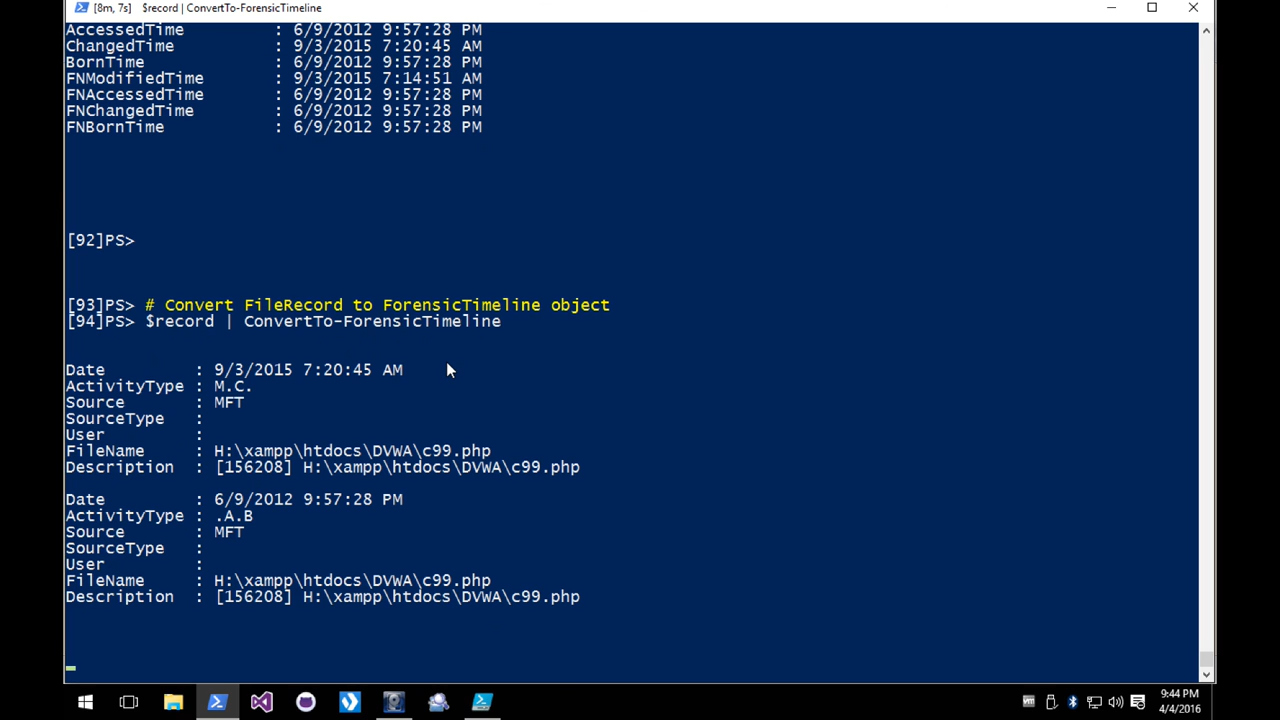 [8m, 7s]    $record | ConvertTo-ForensicTimeline
AccessedTime         : 6/9/2012 9:57:28 PM
ChangedTime          : 9/3/2015 7:20:45 AM
BornTime             : 6/9/2012 9:57:28 PM
FNModifiedTime       : 9/3/2015 7:14:51 AM
FNAccessedTime       : 6/9/2012 9:57:28 PM
FNChangedTime        : 6/9/2012 9:57:28 PM
FNBornTime           : 6/9/2012 9:57:28 PM
[92]PS>
[93]PS> # Convert FileRecord to ForensicTimeline object
[94]PS> $record | ConvertTo-ForensicTimeline
Date         : 9/3/2015 7:20:45 AM
ActivityType : M.C.
Source       : MFT
SourceType   :
User         :
FileName     : H:\xampp\htdocs\DVWA\c99.php
Description  : [156208] H:\xampp\htdocs\DVWA\c99.php
Date         : 6/9/2012 9:57:28 PM
ActivityType : .A.B
Source       : MFT
SourceType   :
User         :
FileName     : H:\xampp\htdocs\DVWA\c99.php
Description  : [156208] H:\xampp\htdocs\DVWA\c99.php
vm
9:44 PM
4/4/2016